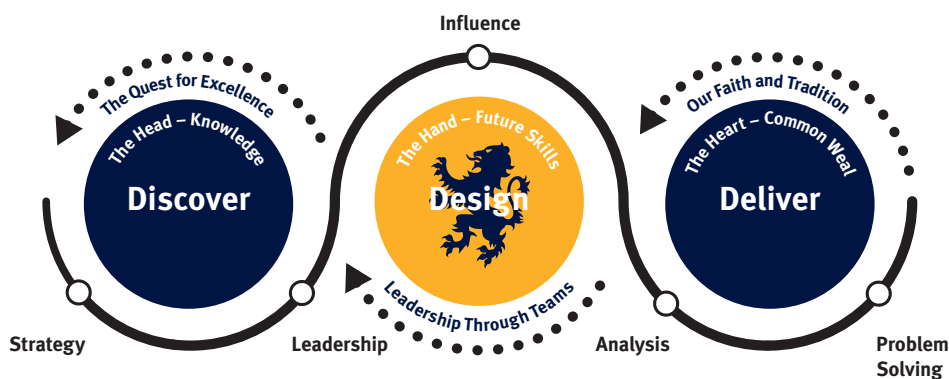 Influence
The Quest for Excellence
The Head – Knowledge
Discover
The Hand – Future Skills
Design
Leadership Through Teams
Our Faith and Tradition
The Heart – Common Weal
Deliver
Strategy
Leadership
Analysis
Problem
Solving